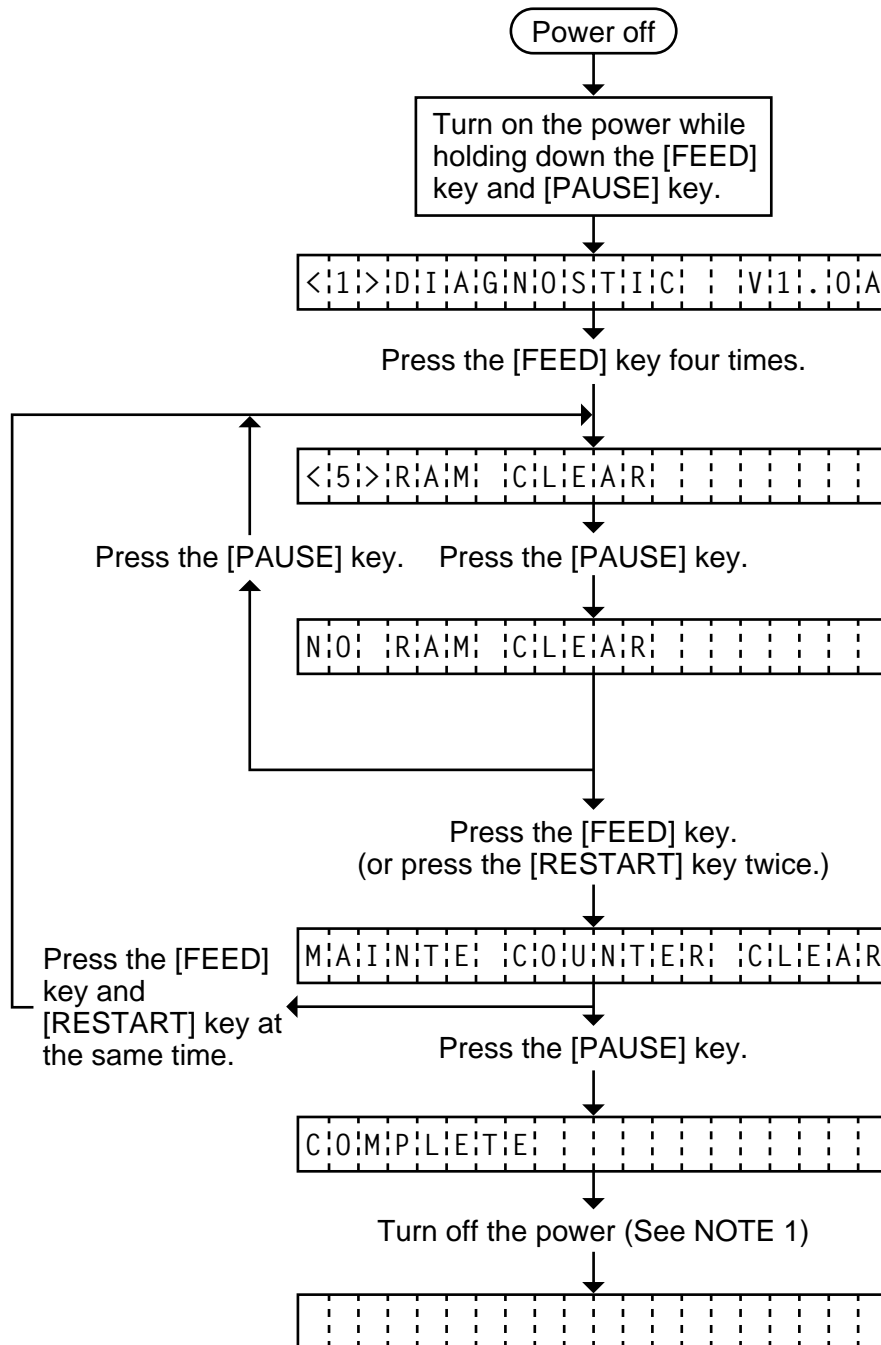 Power off
Turn on the power while
holding down the [FEED]
key and [PAUSE] key.
<1>DIAGNOSTIC  V1.0A
Press the [FEED] key four times.
<5>RAM CLEAR
Press the [PAUSE] key.
Press the [PAUSE] key.
NO RAM CLEAR
Press the [FEED] key.
(or press the [RESTART] key twice.)
MAINTE COUNTER CLEAR
Press the [FEED]
key and
[RESTART] key at
the same time.
Press the [PAUSE] key.
COMPLETE
Turn off the power (See NOTE 1)